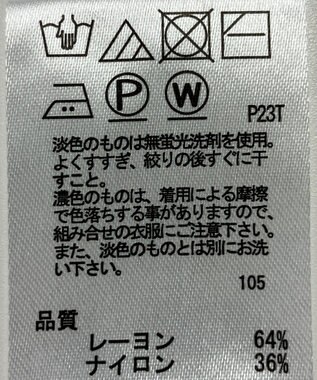 P
W
P23T
淡色のものは無蛍光洗剤を使用。
よくすすぎ、絞りの後すぐに干
すこと。
濃色のものは、着用による摩擦
で色落ちする事がありますので、
組み合せの衣服にご注意下さい。
また、淡色のものとは別にお洗
い下さい。
105
品質
レーヨン 64%
ナイロン 36%